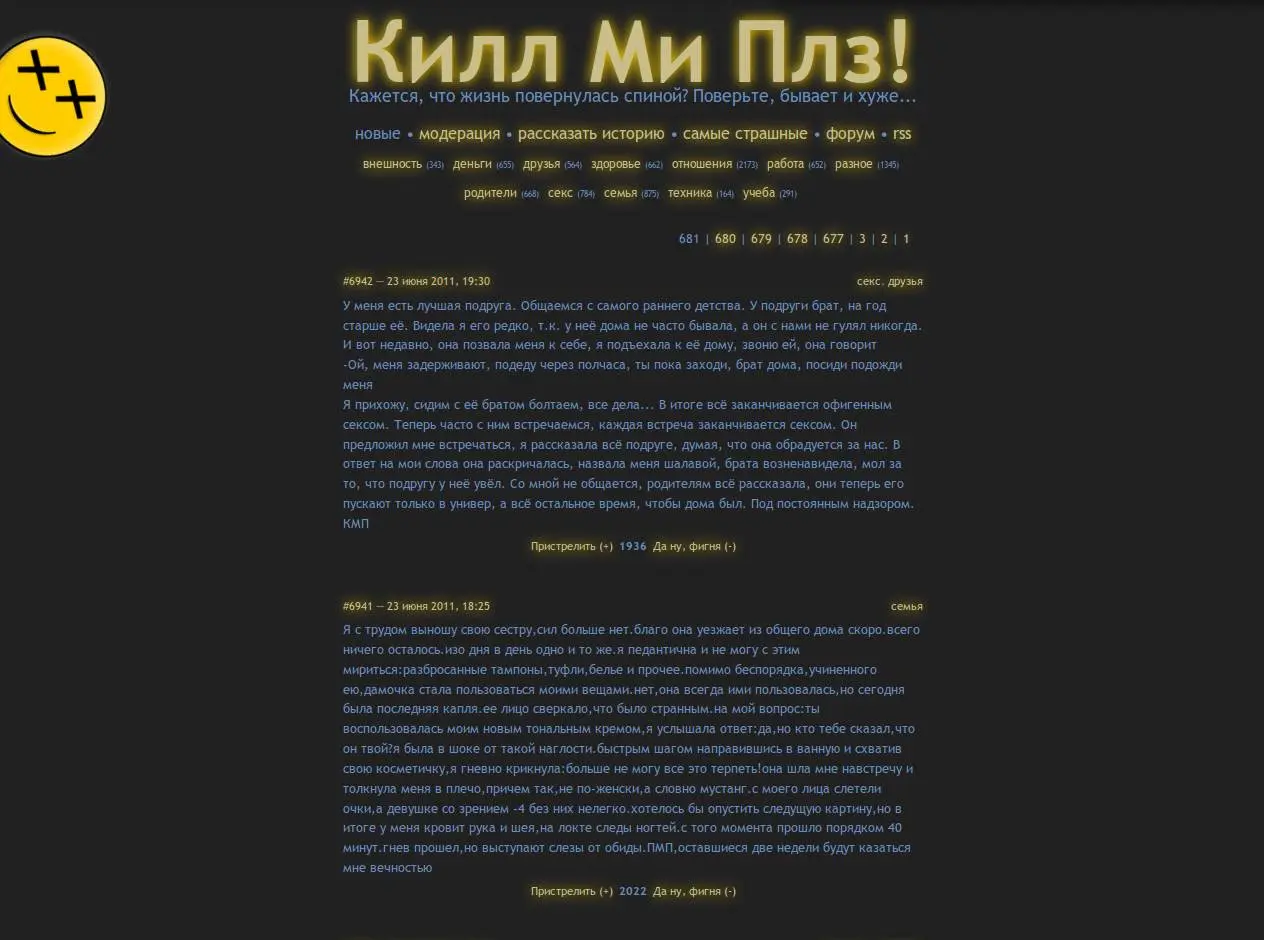 Килл Ми Плз!
Кажется, что жизнь повернулась спиной? Поверьте, бывает и хуже...
новые • модерация • рассказать историю • самые страшные • форум • rss
внешность (343) деньги (655) друзья (564) здоровье (662) отношения (2173) работа (652) разное (1345)
родители (668) секс (784) семья (875) техника (164) учеба (291)
681 | 680 | 679 | 678 | 677 | 3 | 2 | 1
#6942 — 23 июня 2011, 19:30 секс, друзья
У меня есть лучшая подруга. Общаемся с самого раннего детства. У подруги брат, на год
старше её. Видела я его редко, т.к. у неё дома не часто бывала, а он с нами не гулял никогда.
И вот недавно, она позвала меня к себе, я подъехала к её дому, звоню ей, она говорит
-Ой, меня задерживают, подеду через полчаса, ты пока заходи, брат дома, посиди подожди
меня
Я прихожу, сидим с её братом болтаем, все дела... В итоге всё заканчивается офигенным
сексом. Теперь часто с ним встречаемся, каждая встреча заканчивается сексом. Он
предложил мне встречаться, я рассказала всё подруге, думая, что она обрадуется за нас. В
ответ на мои слова она раскричалась, назвала меня шалавой, брата возненавидела, мол за
то, что подругу у неё увёл. Со мной не общается, родителям всё рассказала, они теперь его
пускают только в универ, а всё остальное время, чтобы дома был. Под постоянным надзором.
КМП
Пристрелить (+) 1936 Да ну, фигня (-)
#6941 — 23 июня 2011, 18:25 семья
Я с трудом выношу свою сестру,сил больше нет.благо она уезжает из общего дома скоро.всего
ничего осталось.изо дня в день одно и то же.я педантична и не могу с этим
мириться:разбросанные тампоны,туфли,белье и прочее.помимо беспорядка,учиненного
ею,дамочка стала пользоваться моими вещами.нет,она всегда ими пользовалась,но сегодня
была последняя капля.ее лицо сверкало,что было странным.на мой вопрос:ты
воспользовалась моим новым тональным кремом,я услышала ответ:да,но кто тебе сказал,что
он твой?я была в шоке от такой наглости.быстрым шагом направившись в ванную и схватив
свою косметичку,я гневно крикнула:больше не могу все это терпеть!она шла мне навстречу и
толкнула меня в плечо,причем так,не по-женски,а словно мустанг.с моего лица слетели
очки,а девушке со зрением -4 без них нелегко.хотелось бы опустить следущую картину,но в
итоге у меня кровит рука и шея,на локте следы ногтей.с того момента прошло порядком 40
минут.гнев прошел,но выступают слезы от обиды.ПМП,оставшиеся две недели будут казаться
мне вечностью
Пристрелить (+) 2022 Да ну, фигня (-)